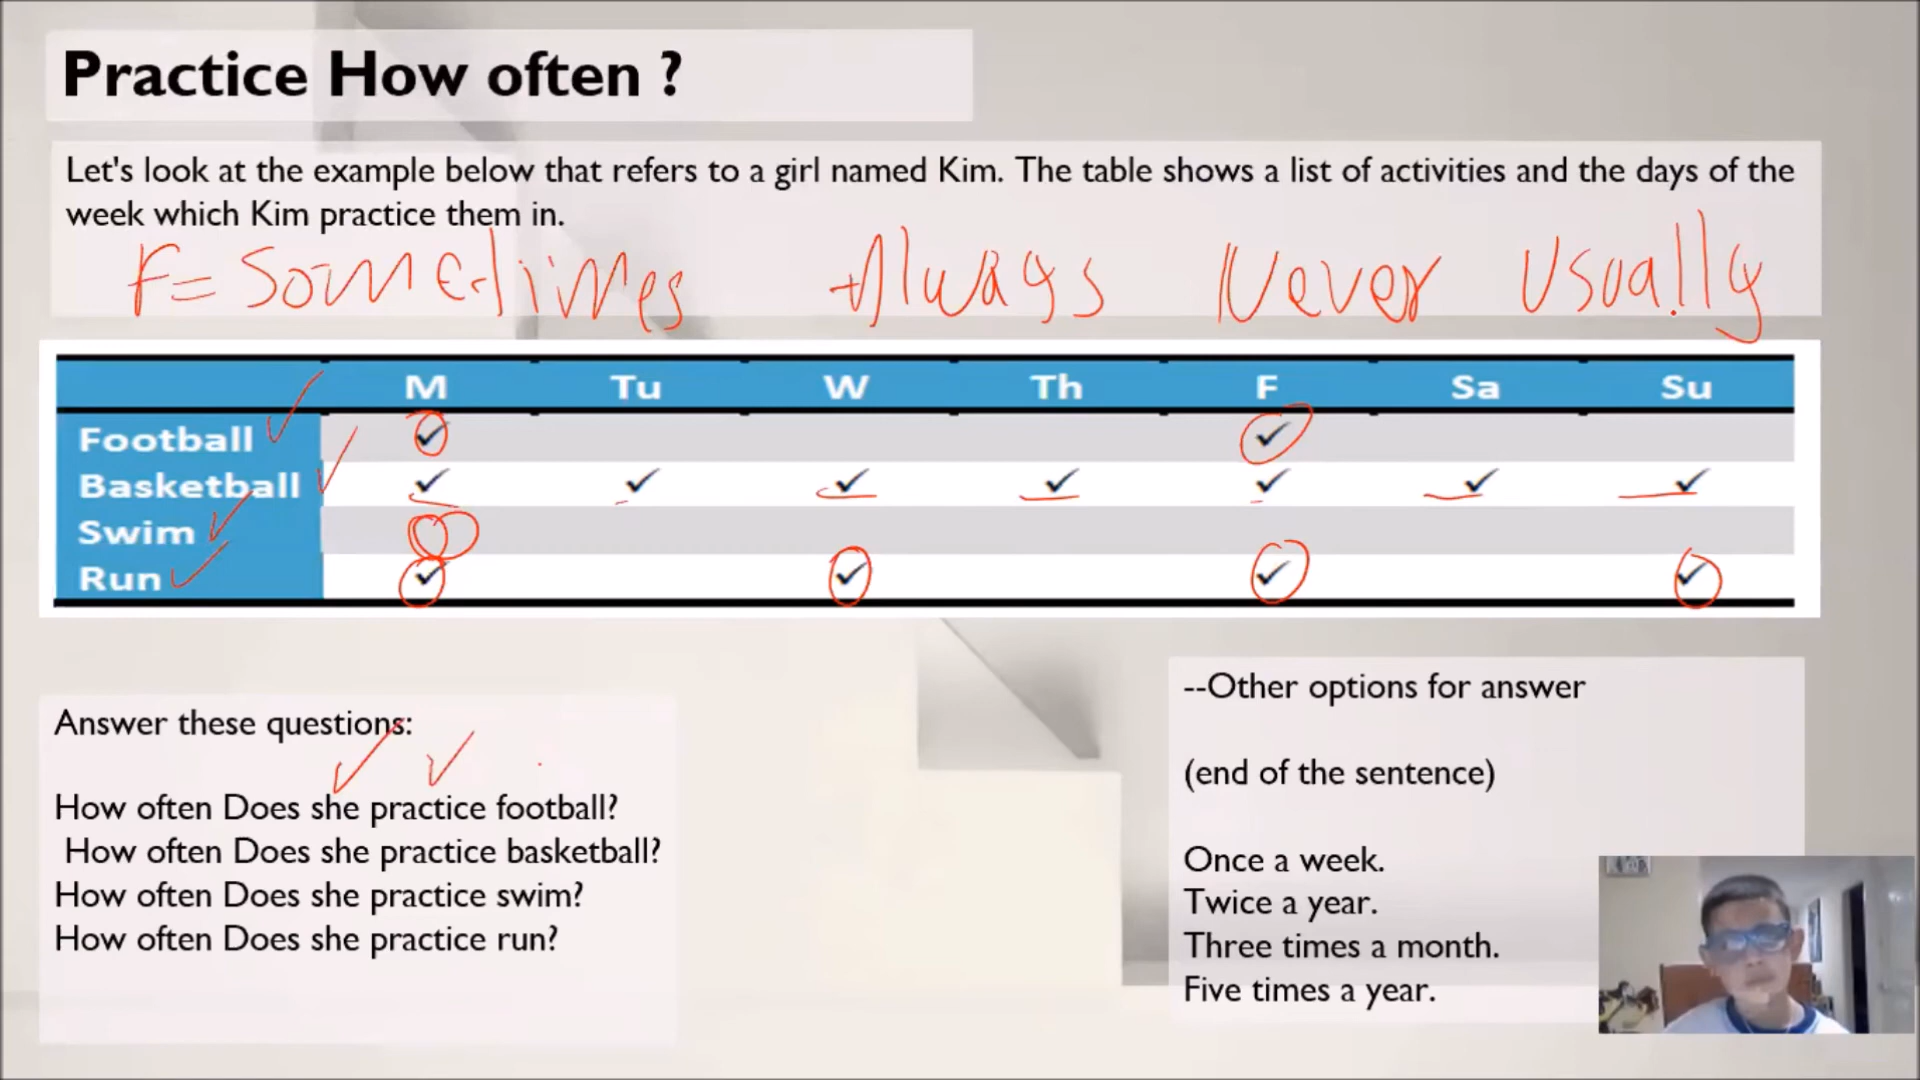 Practice How often ?
Let's look at the example below that refers to a girl named Kim. The table shows a list of activities and the days of the
week which Kim practice them in.
F= Sometimes Always Never Usually
M Tu W Th F Sa Su
Football ✓ ✓
Basketball ✓ ✓ ✓ ✓ ✓ ✓ ✓
Swim
Run ✓ ✓ ✓ ✓
Answer these questions:
How often Does she practice football?
How often Does she practice basketball?
How often Does she practice swim?
How often Does she practice run?
--Other options for answer
(end of the sentence)
Once a week.
Twice a year.
Three times a month.
Five times a year.